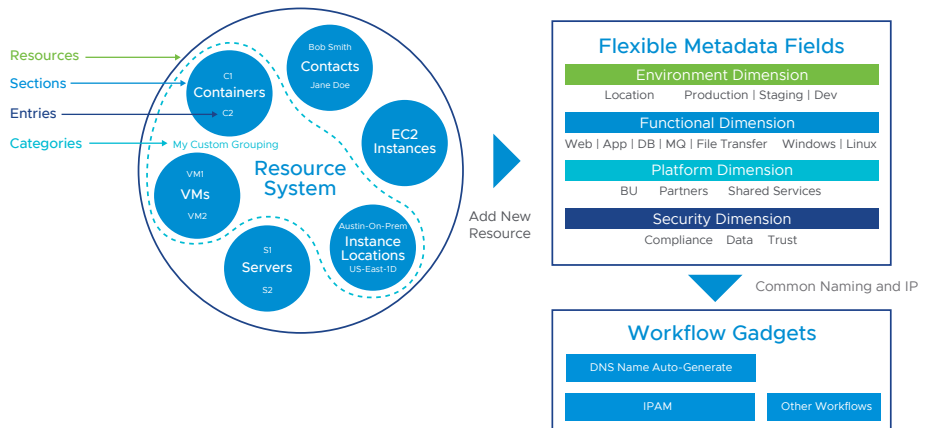 Resources
Sections
Entries
Categories
Bob Smith
Contacts
Jane Doe
C1
Containers
C2
My Custom Grouping
EC2
Instances
Resource
System
VM1
VMs
VM2
Austin-On-Prem
Instance
Locations
US-East-1D
S1
Servers
S2
Add New
Resource
Flexible Metadata Fields
Environment Dimension
Location Production | Staging | Dev
Functional Dimension
Web | App | DB | MQ | File Transfer Windows | Linux
Platform Dimension
BU Partners Shared Services
Security Dimension
Compliance Data Trust
Common Naming and IP
Workflow Gadgets
DNS Name Auto-Generate
IPAM
Other Workflows